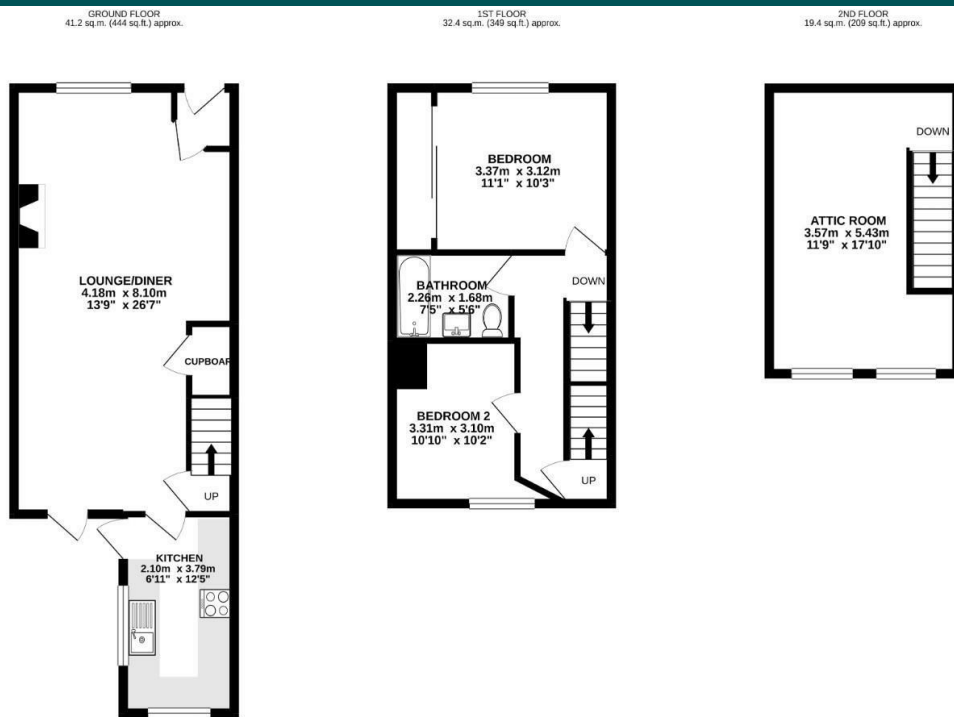 GROUND FLOOR
41.2 sq.m. (444 sq.ft.) approx.
1ST FLOOR
32.4 sq.m. (349 sq.ft.) approx.
2ND FLOOR
19.4 sq.m. (209 sq.ft.) approx.
LOUNGE/DINER
4.18m x 8.10m
13'9" x 26'7"
CUPBOAR
UP
KITCHEN
2.10m x 3.79m
6'11" x 12'5"
BEDROOM
3.37m x 3.12m
11'1" x 10'3"
DOWN
BATHROOM
2.26m x 1.68m
7'5" x 5'6"
BEDROOM 2
3.31m x 3.10m
10'10" x 10'2"
UP
DOWN
ATTIC ROOM
3.57m x 5.43m
11'9" x 17'10"